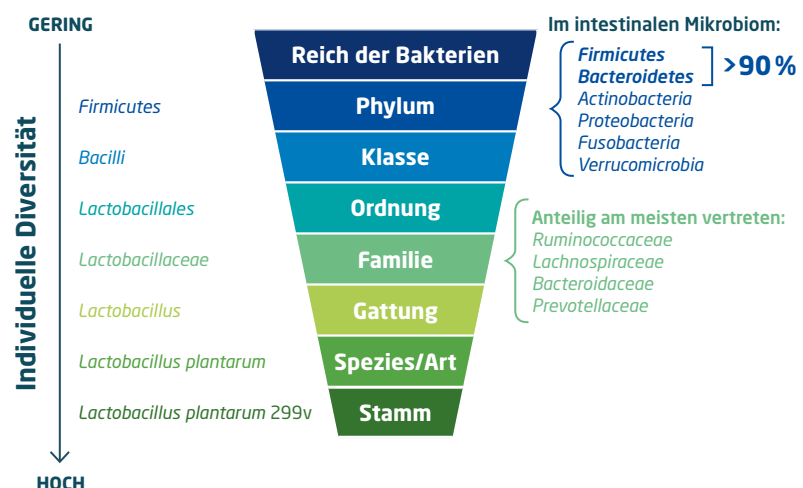 GERING
Individuelle Diversität
HOCH
Firmicutes
Bacilli
Lactobacillales
Lactobacillaceae
Lactobacillus
Lactobacillus plantarum
Lactobacillus plantarum 299v
Reich der Bakterien
Phylum
Klasse
Ordnung
Familie
Gattung
Spezies/Art
Stamm
Im intestinalen Mikrobiom:
Firmicutes
Bacteroidetes
>90 %
Actinobacteria
Proteobacteria
Fusobacteria
Verrucomicrobia
Anteilig am meisten vertreten:
Ruminococcaceae
Lachnospiraceae
Bacteroidaceae
Prevotellaceae